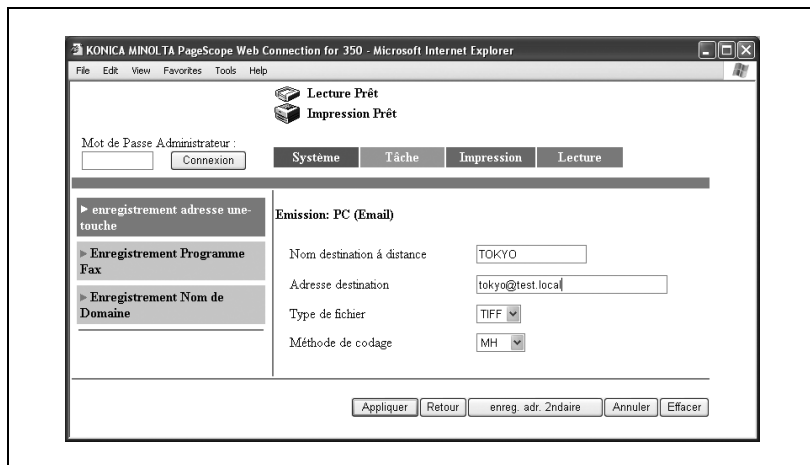 KONICA MINOLTA PageScope Web Connection for 350 - Microsoft Internet Explorer
File Edit View Favorites Tools Help
Lecture Prêt
Impression Prêt
Mot de Passe Administrateur :
Connexion
Système Tâche Impression Lecture
enregistrement adresse une-
touche
Enregistrement Programme
Fax
Enregistrement Nom de
Domaine
Emission: PC (Email)
Nom destination á distance TOKYO
Adresse destination tokyo@test.local
Type de fichier TIFF
Méthode de codage MH
Appliquer Retour enreg. adr. 2ndaire Annuler Effacer